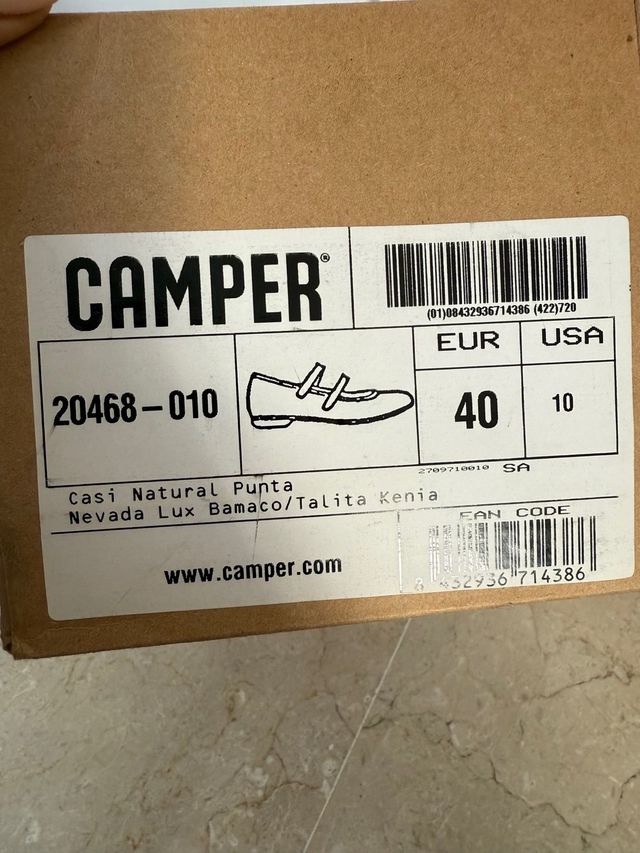 CAMPER®
(01)08432936714386 (422)720
EUR
USA
20468-010
40
10
2709710010 SA
Casi Natural Punta
Nevada Lux Bamaco/Talita Kenia
EAN CODE
www.camper.com
8 432936 714386